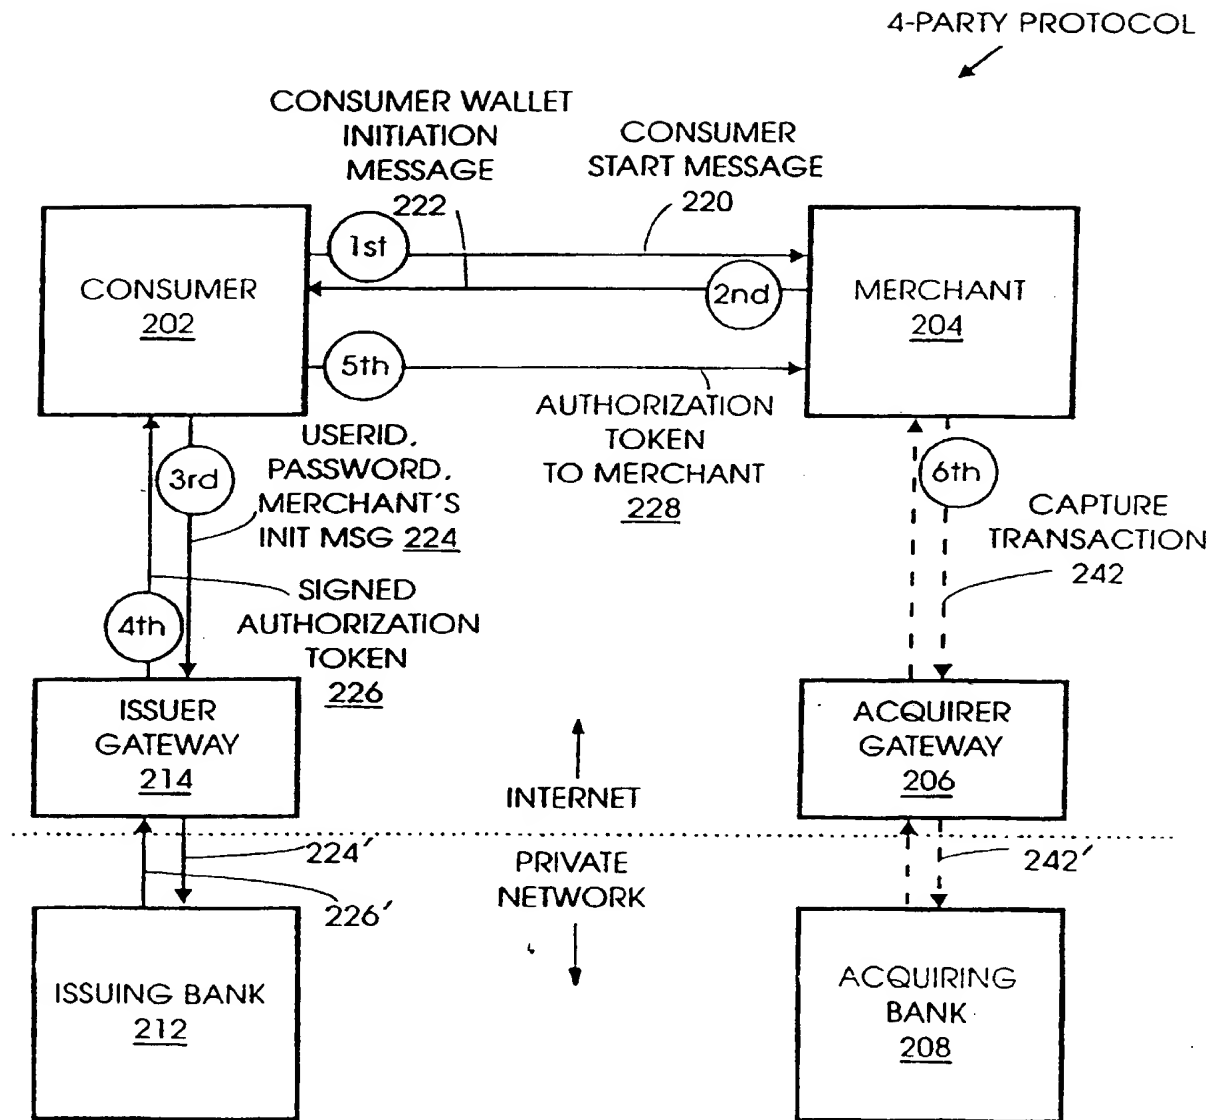 4-PARTY PROTOCOL
CONSUMER WALLET
INITIATION
MESSAGE
222
CONSUMER
START MESSAGE
220
1st
CONSUMER
202
2nd
MERCHANT
204
5th
AUTHORIZATION
TOKEN
TO MERCHANT
228
3rd
USERID.
PASSWORD.
MERCHANT'S
INIT MSG 224
6th
CAPTURE
TRANSACTION
242
4th
SIGNED
AUTHORIZATION
TOKEN
226
ISSUER
GATEWAY
214
INTERNET
ACQUIRER
GATEWAY
206
224'
226'
PRIVATE
NETWORK
242'
ISSUING BANK
212
ACQUIRING
BANK
208